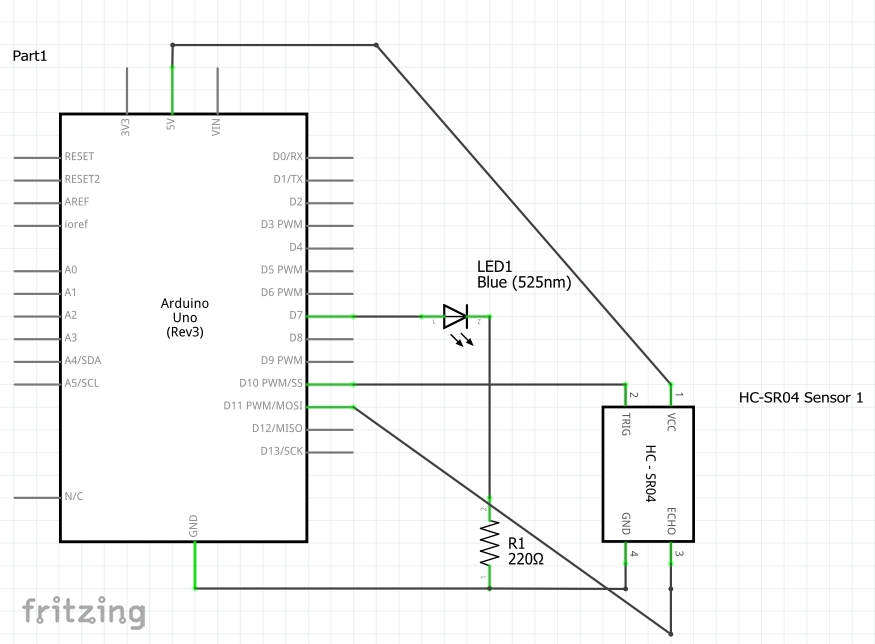 Part1
3V3
5V
VIN
RESET
RESET2
AREF
ioref
A0
A1
A2
A3
A4/SDA
A5/SCL
N/C
Arduino
Uno
(Rev3)
D0/RX
D1/TX
D2
D3 PWM
D4
D5 PWM
D6 PWM
D7
D8
D9 PWM
D10 PWM/SS
D11 PWM/MOSI
D12/MISO
D13/SCK
GND
LED1
Blue (525nm)
1
2
2
R1
220Ω
1
HC-SR04 Sensor 1
2
1
TRIG
VCC
HC - SR04
GND
ECHO
4
3
fritzing